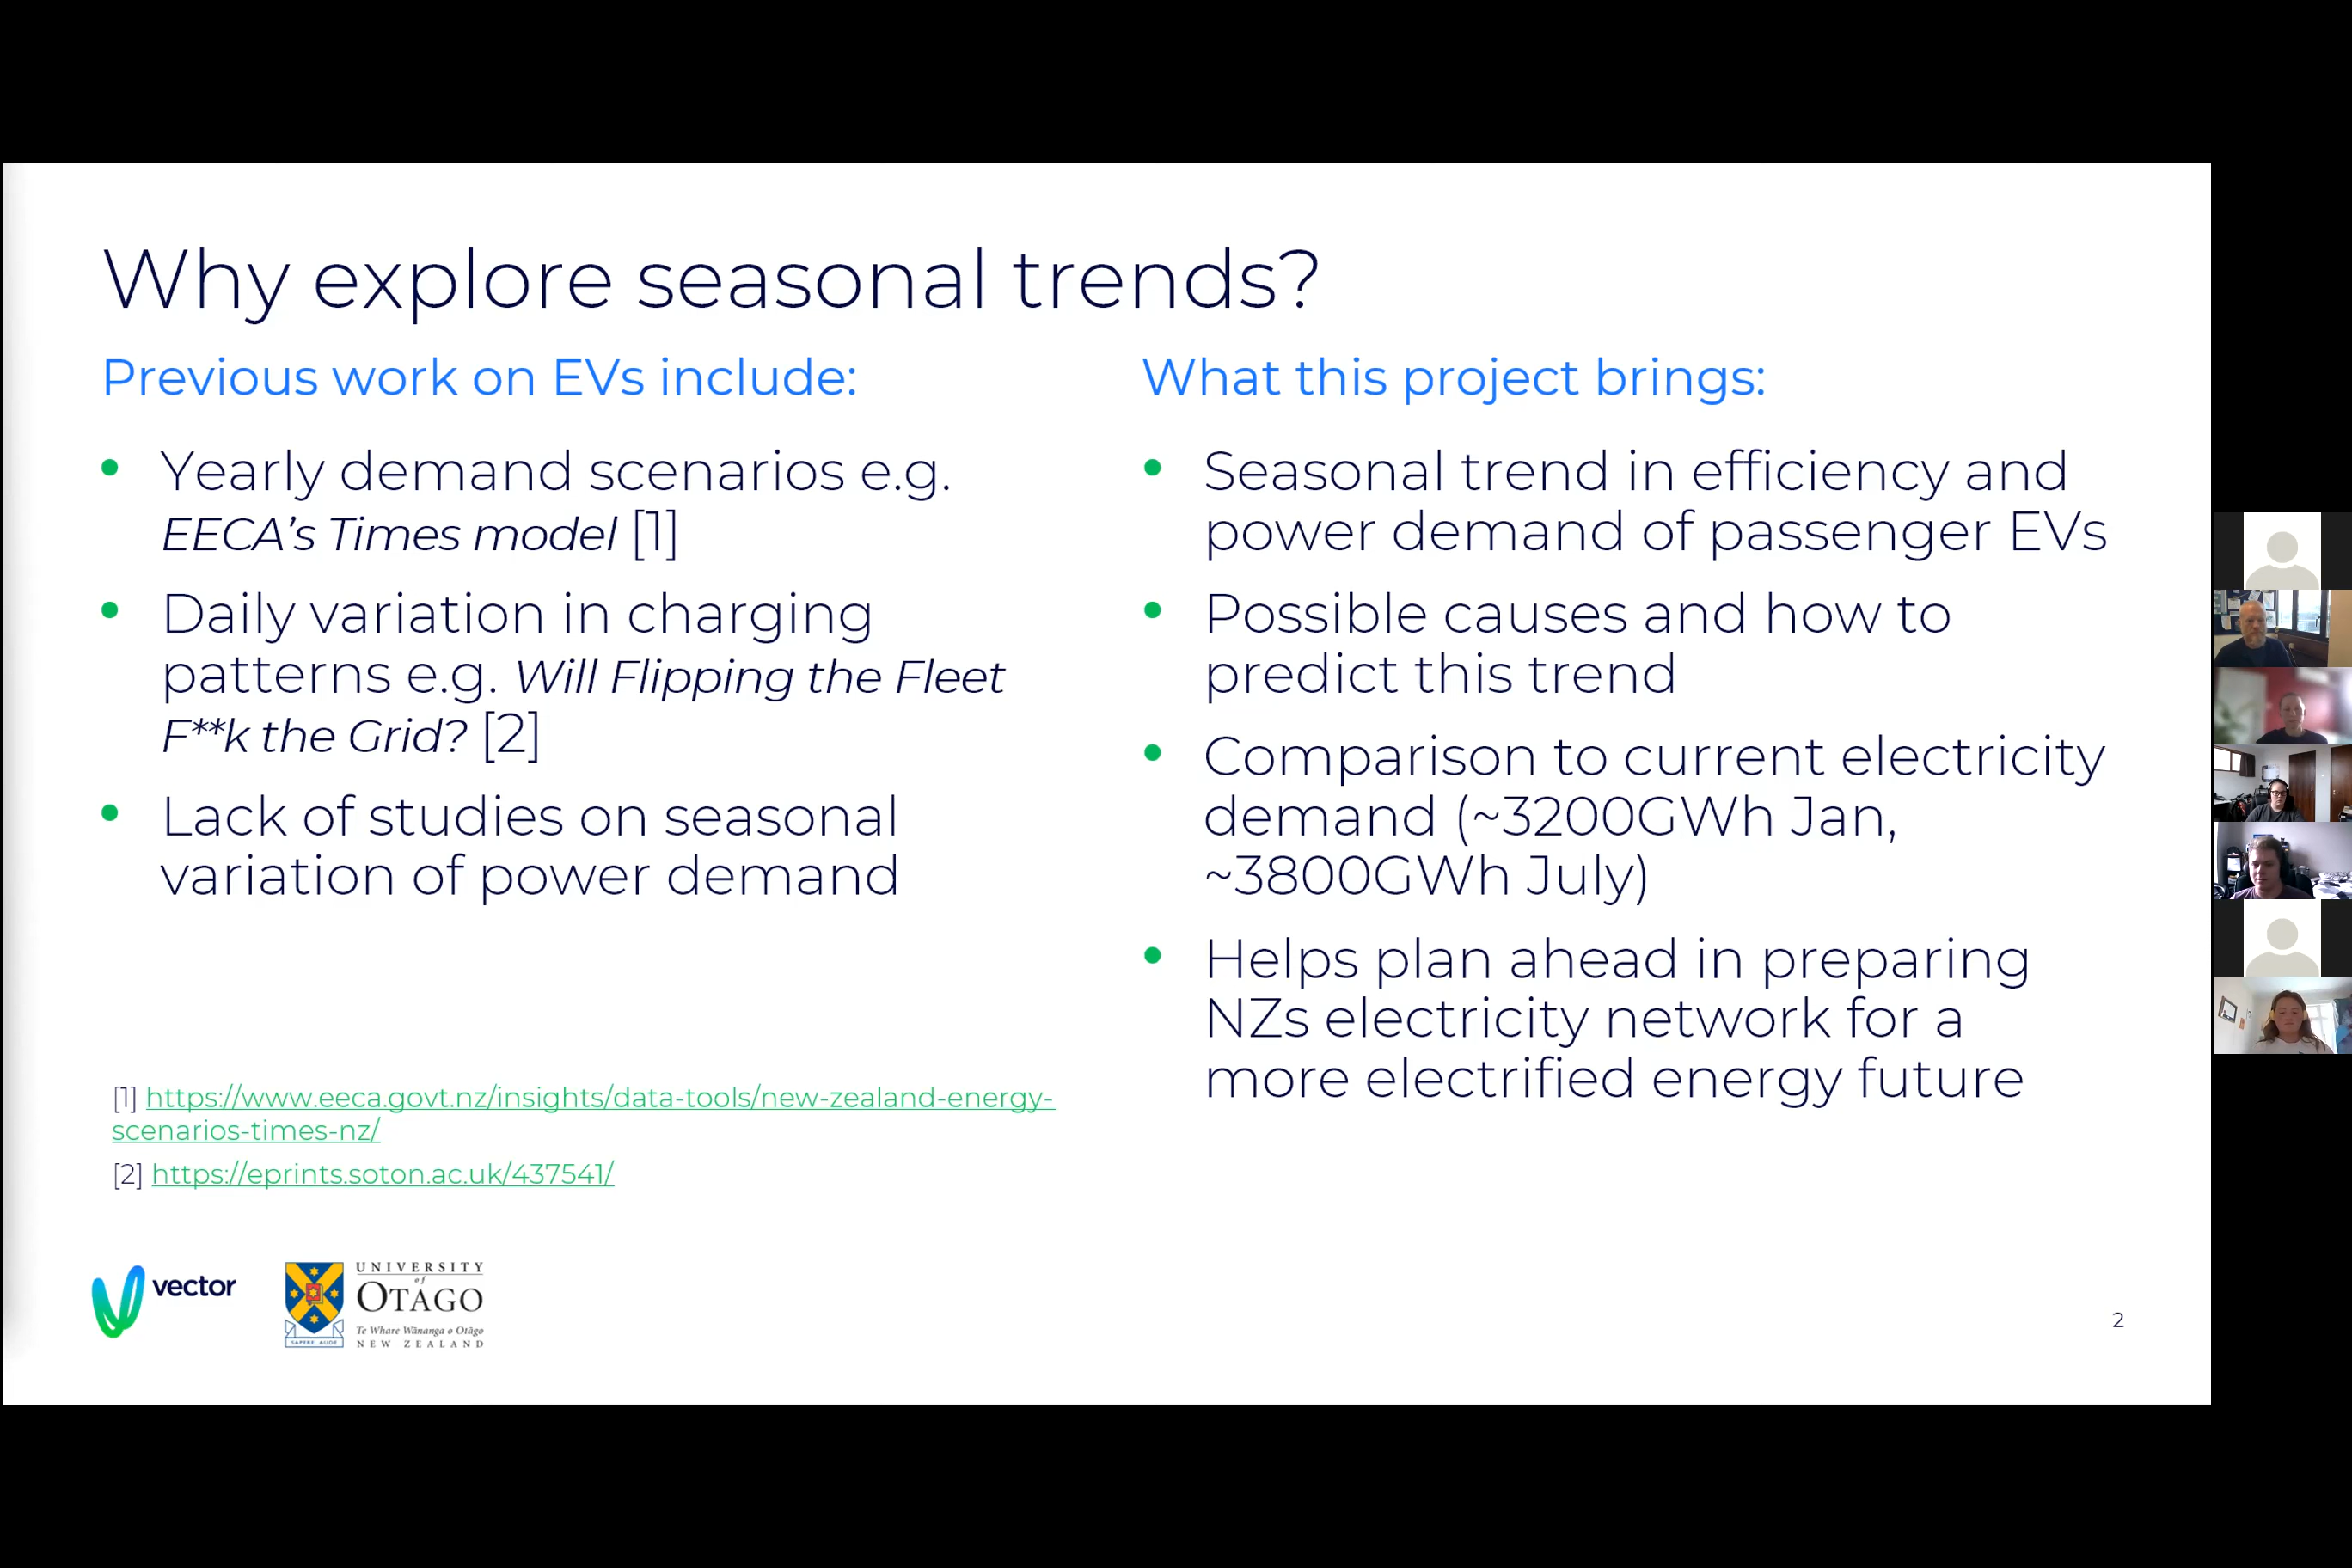 Why explore seasonal trends?
Previous work on EVs include:
• Yearly demand scenarios e.g.
EECA's Times model [1]
• Daily variation in charging
patterns e.g. Will Flipping the Fleet
F**k the Grid? [2]
• Lack of studies on seasonal
variation of power demand
[1] https://www.eeca.govt.nz/insights/data-tools/new-zealand-energy-
scenarios-times-nz/
[2] https://eprints.soton.ac.uk/437541/
What this project brings:
• Seasonal trend in efficiency and
power demand of passenger EVs
• Possible causes and how to
predict this trend
• Comparison to current electricity
demand (~3200GWh Jan,
~3800GWh July)
• Helps plan ahead in preparing
NZs electricity network for a
more electrified energy future
vector
SAPERE AUDE
UNIVERSITY
of
OTAGO
Te Whare Wānanga o Otāgo
NEW ZEALAND
2